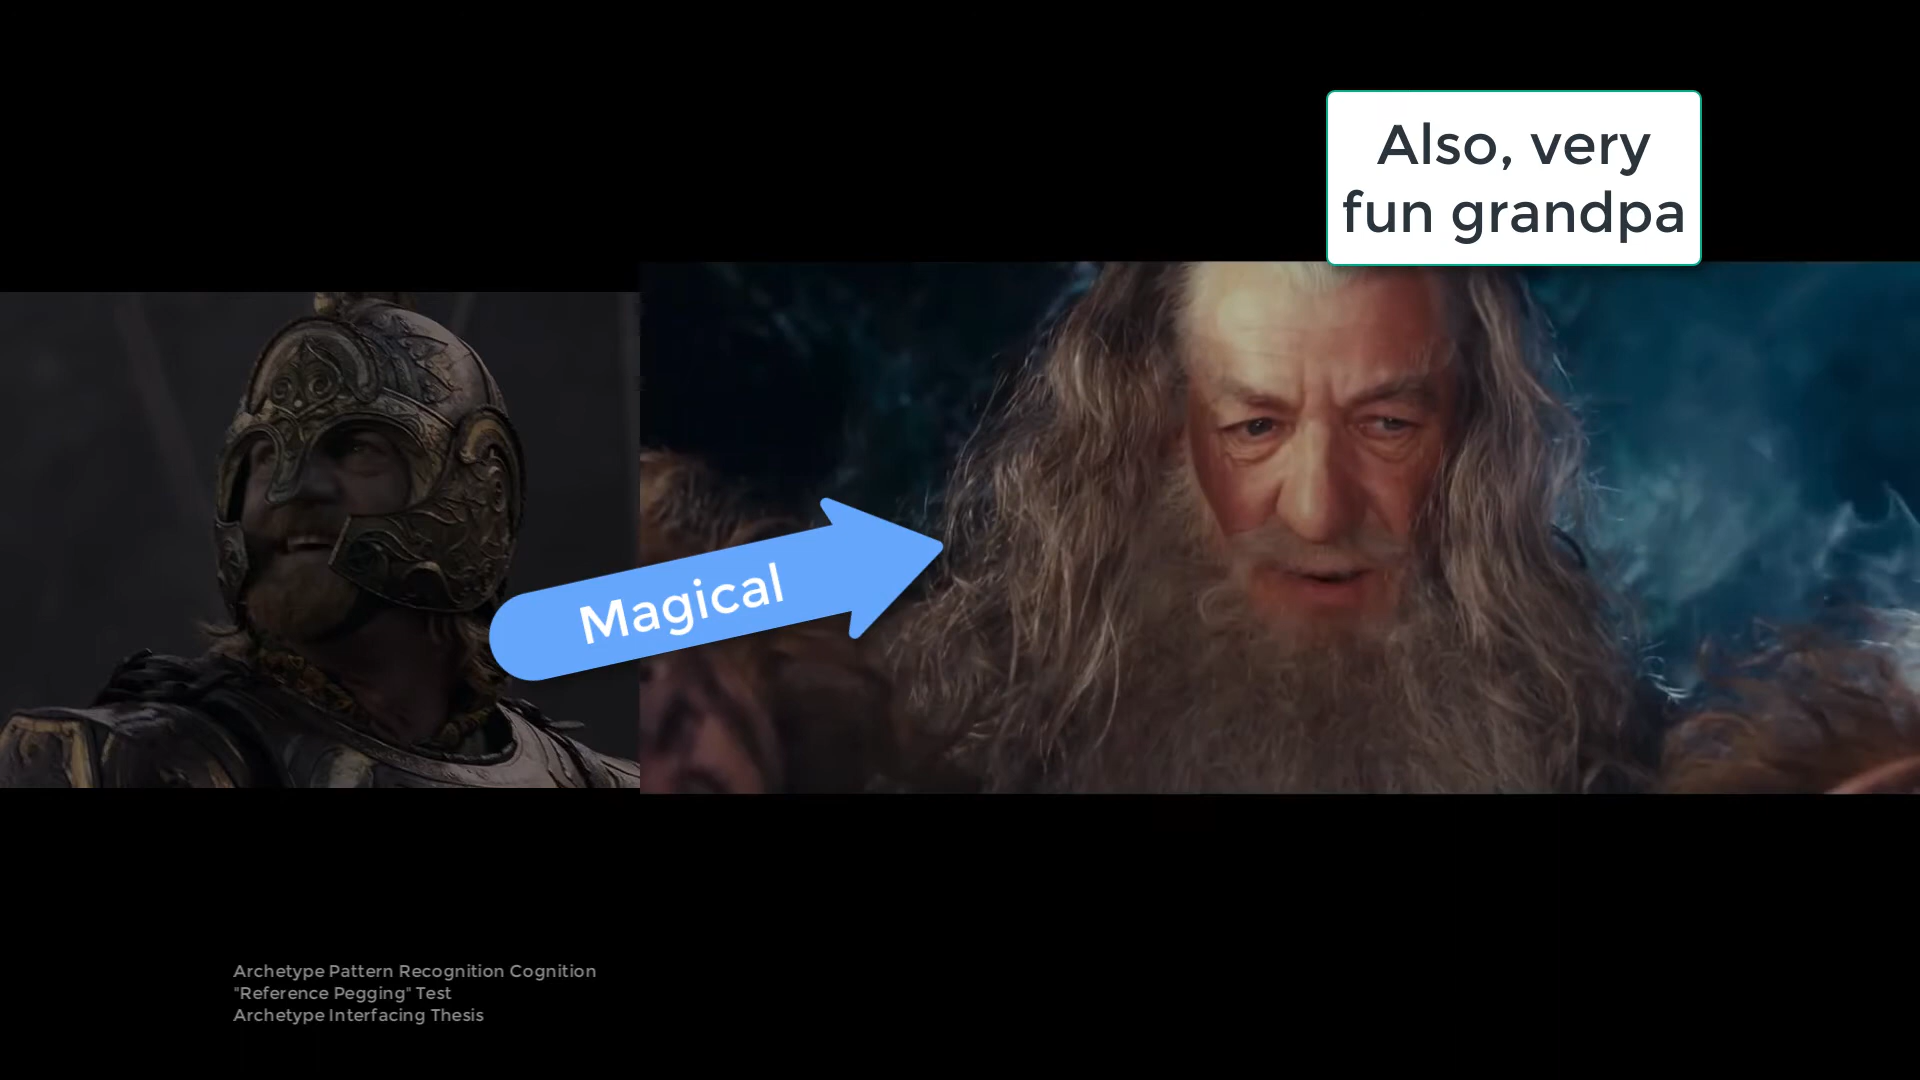 Also, very
fun grandpa
Magical
Archetype Pattern Recognition Cognition
"Reference Pegging" Test
Archetype Interfacing Thesis